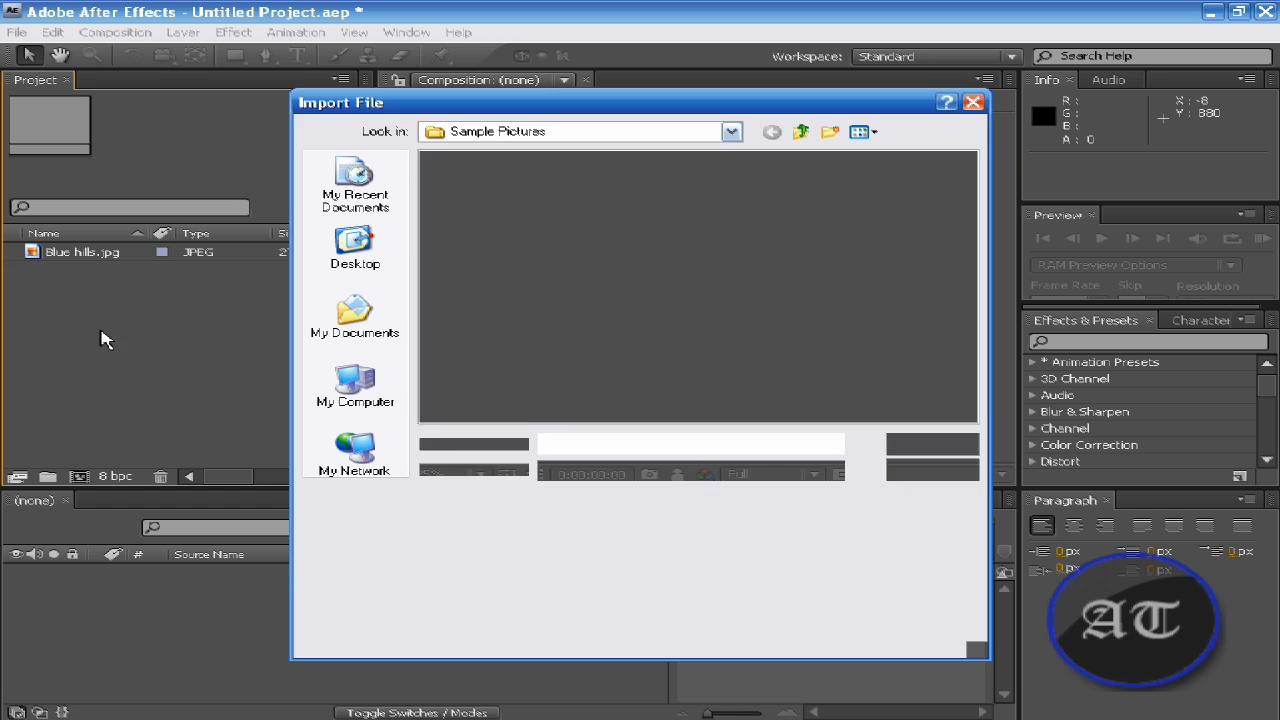 Adobe After Effects - Untitled Project.aep *
File Edit Composition Layer Effect Animation View Window Help
Workspace: Standard Search Help
Project × Composition: (none) × Info × Audio
R : X : -8
G : Y : 880
B :
A : 0
Import File
Look in: Sample Pictures
My Recent Documents
Desktop
My Documents
My Computer
My Network
Name Type Si
Blue hills.jpg JPEG 2
8 bpc
Preview ×
RAM Preview Options
Frame Rate Skip Resolution
Effects & Presets × Character
* Animation Presets
3D Channel
Audio
Blur & Sharpen
Channel
Color Correction
Distort
5% 0:00:00:00 Full
(none) ×
# Source Name
Paragraph ×
0 px 0 px 0 px
0 px 0 px
AT
Toggle Switches / Modes